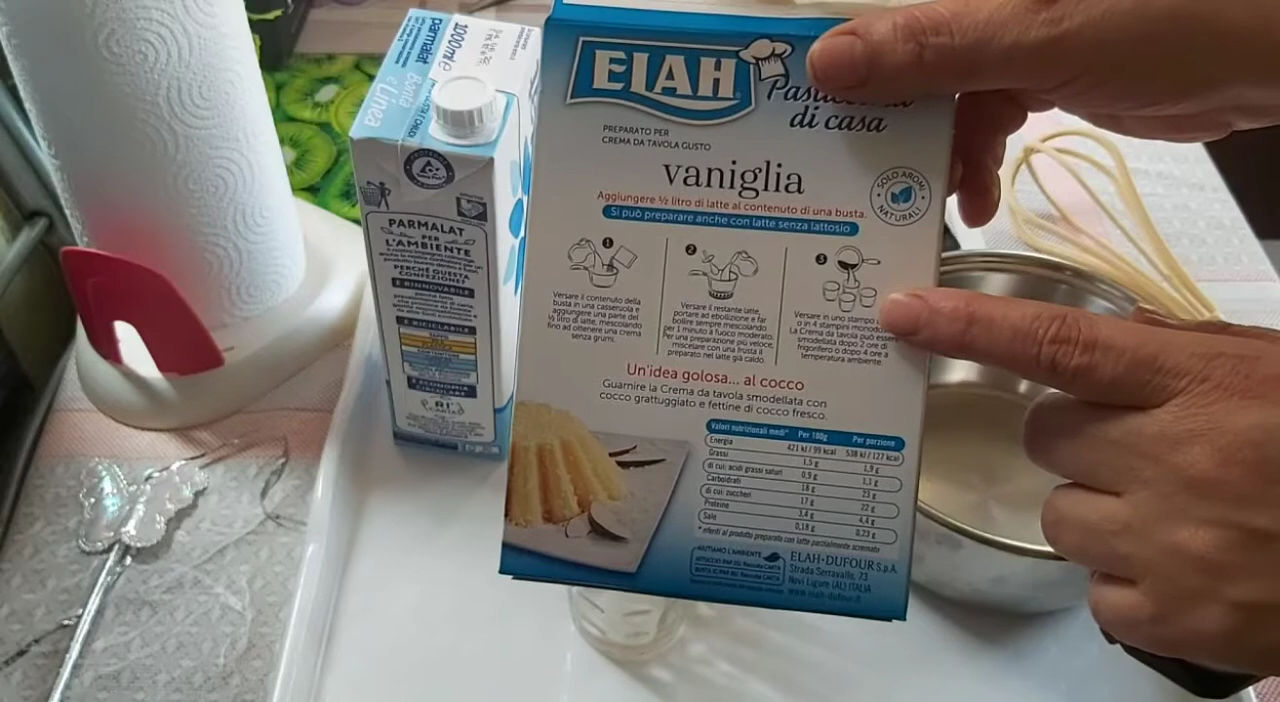 1000ml e
parmalat
Bontà
e Linea
PARMALAT
PER
L'AMBIENTE
PERCHÉ QUESTA
CONFEZIONE?
È RINNOVABILE
È RICICLABILE
È ECONOMIA
CIRCOLARE
ELAH
di casa
PREPARATO PER
CREMA DA TAVOLA GUSTO
vaniglia
SOLO AROMI
NATURALI
Aggiungere ½ litro di latte al contenuto di una busta.
Si può preparare anche con latte senza lattosio
1
2
3
Versare il contenuto della
busta in una casseruola e
aggiungere una parte del
½ litro di latte, mescolando
fino ad ottenere una crema
senza grumi.
Versare il restante latte,
portare ad ebollizione e far
bollire sempre mescolando
per 1 minuto a fuoco moderato.
Per una preparazione più veloce,
miscelare con una frusta il
preparato nel latte già caldo.
Versare in uno stampo
o in 4 stampini
La Crema da tavola può
smodellata dopo 2 ore di
frigorifero o dopo 4 ore a
temperatura ambiente.
Un'idea golosa... al cocco
Guarnire la Crema da tavola smodellata con
cocco grattuggiato e fettine di cocco fresco.
Valori nutrizionali medi* Per 100g Per porzione
Energia 421 kJ / 99 kcal 538 kJ / 127 kcal
Grassi 1,5 g 1,9 g
di cui: acidi grassi saturi 0,9 g 1,1 g
Carboidrati 18 g 23 g
di cui: zuccheri 17 g 22 g
Proteine 3,4 g 4,4 g
Sale 0,18 g 0,23 g
* riferiti al prodotto preparato con latte parzialmente scremato
AIUTIAMO L'AMBIENTE
ELAH-DUFOUR S.p.A.
Strada Serravalle, 73
Novi Ligure (AL) ITALIA
www.elah-dufour.it